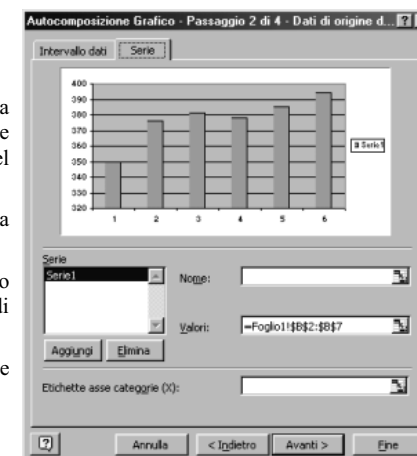 Autocomposizione Grafico - Passaggio 2 di 4 - Dati di origine d... ?
Intervallo dati Serie
a
e
el
a
o
di
e
400
390
380
370
360
350
340
330
320
1 2 3 4 5 6
Serie1
Serie
Serie1
Nome:
Valori: =Foglio1!$B$2:$B$7
Aggiungi Elimina
Etichette asse categorie (X):
? Annulla < Indietro Avanti > Fine